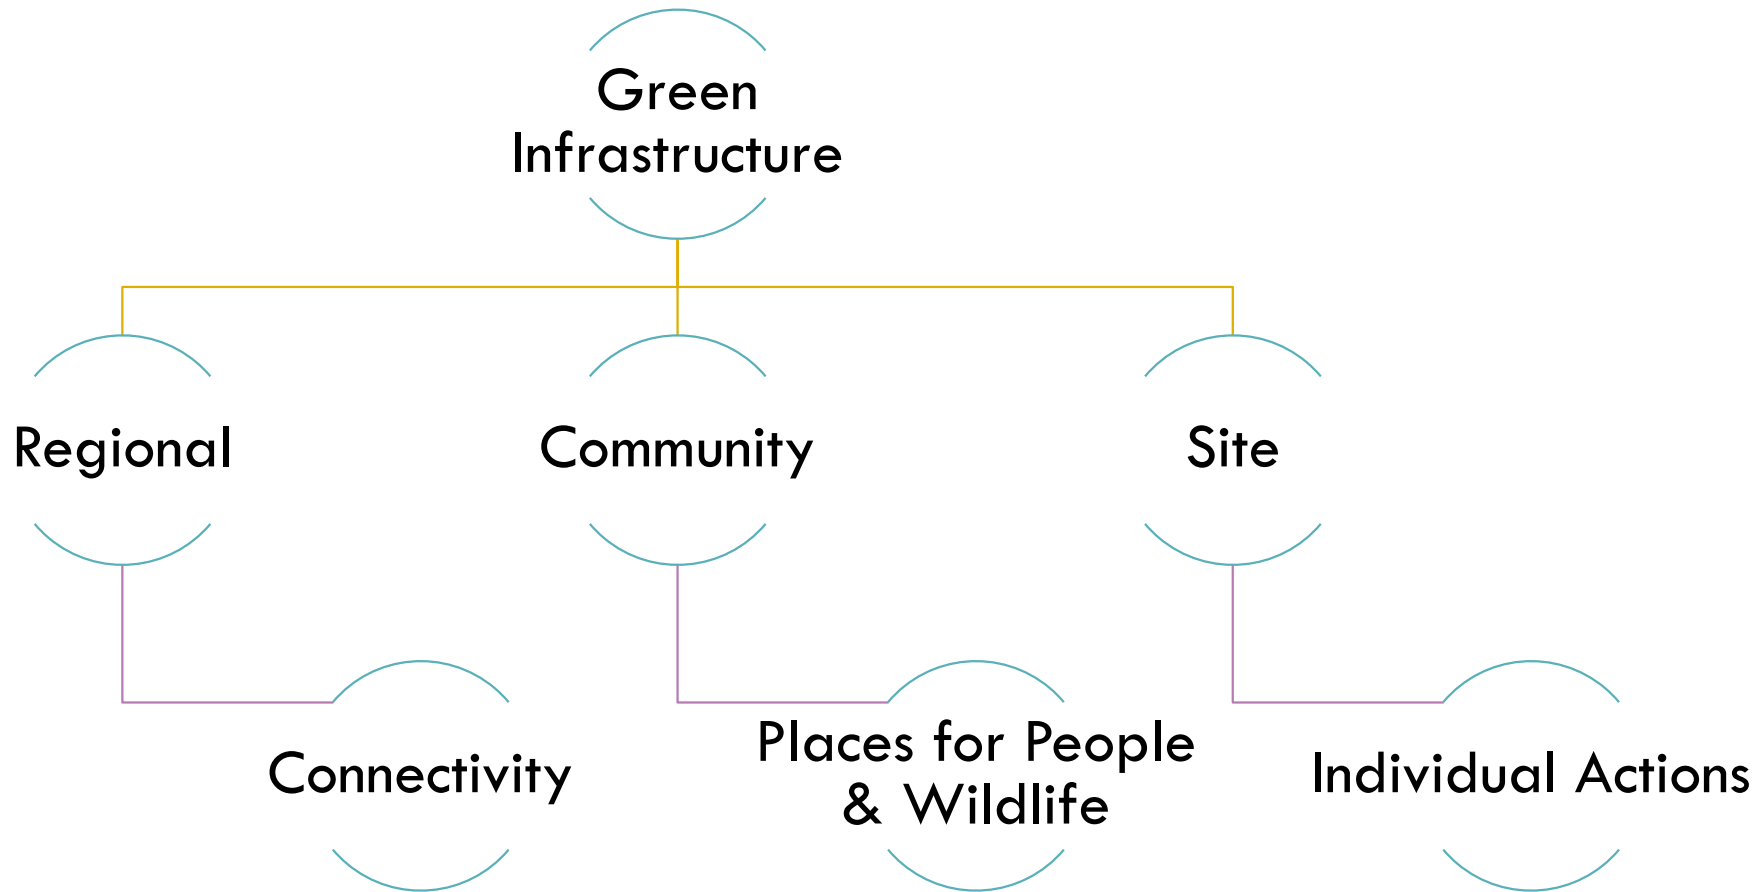 Green
Infrastructure
Regional
Community
Site
Connectivity
Places for People
& Wildlife
Individual Actions